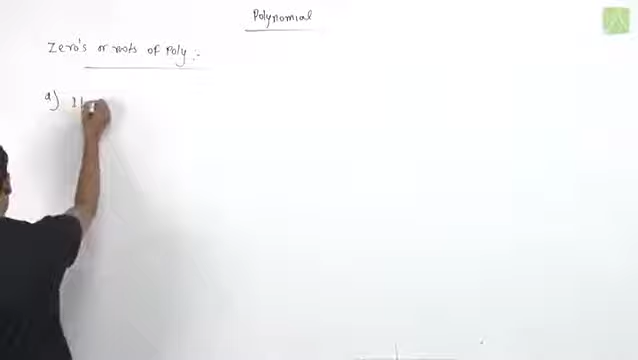 Polynomial
Zero's or roots of Poly :-
a)